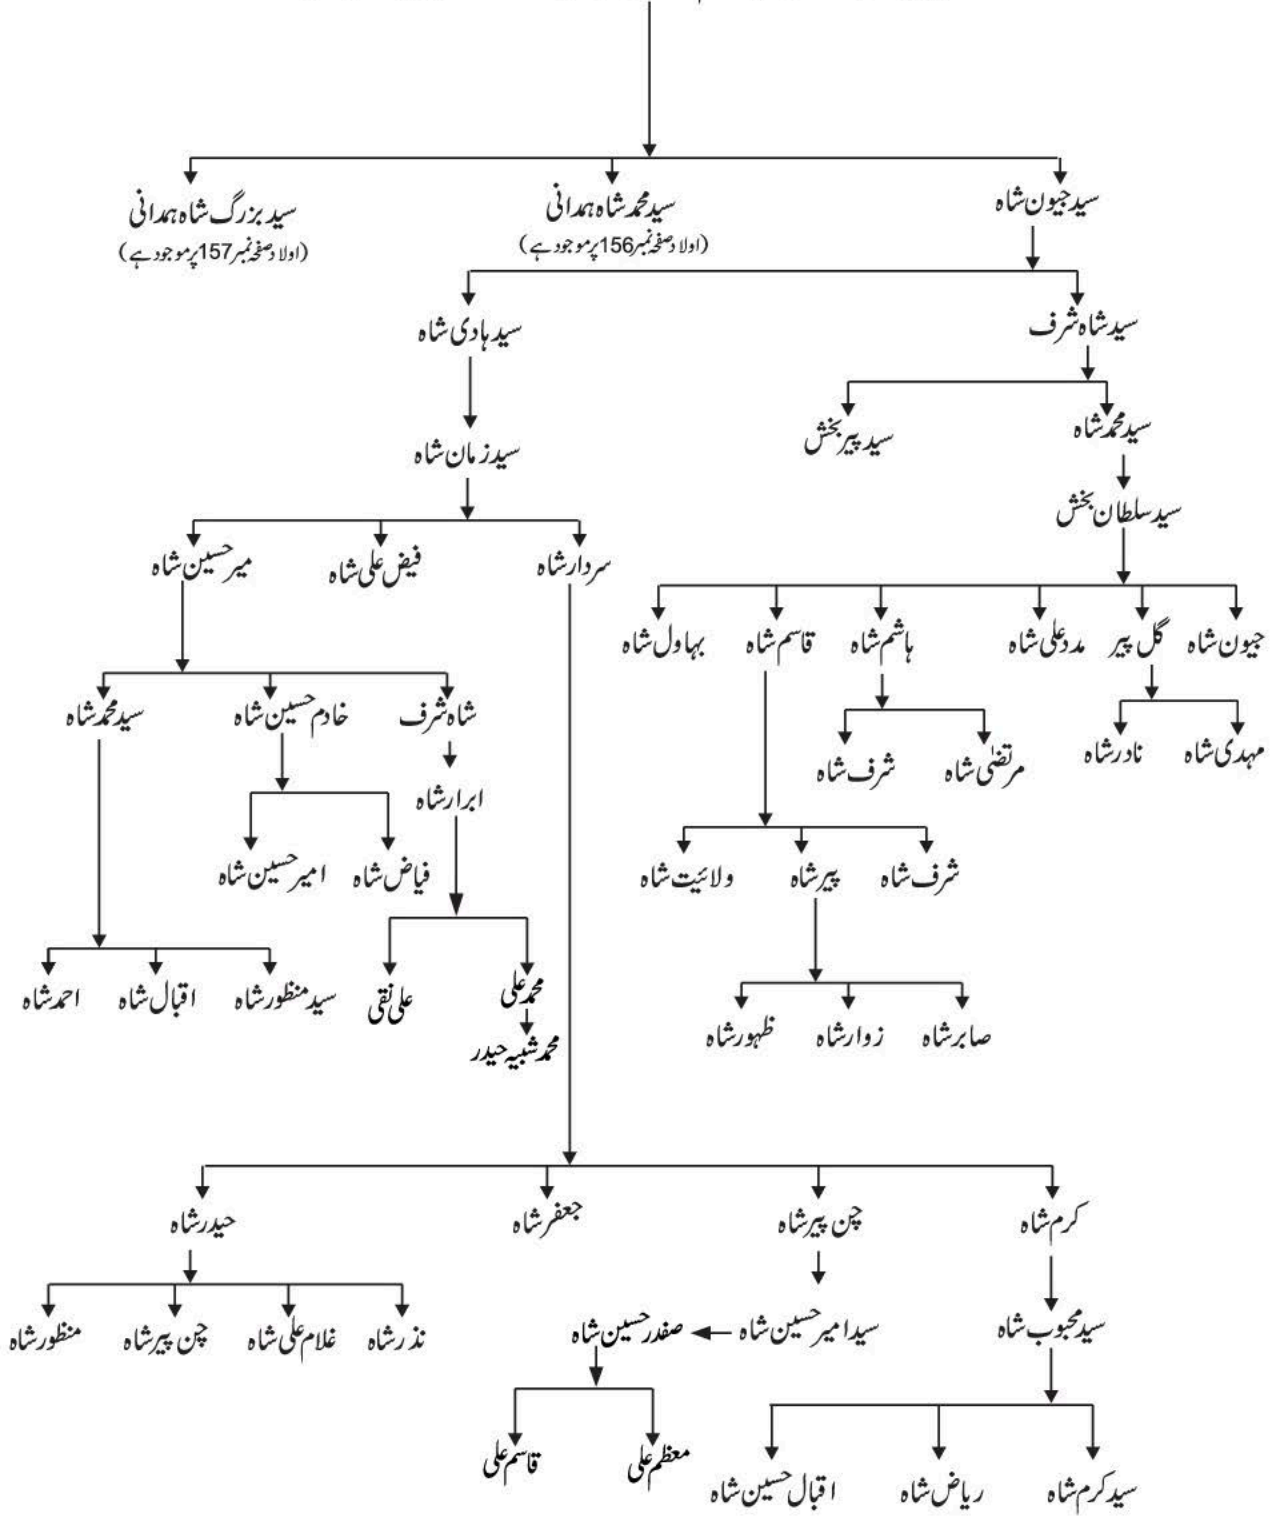 سید جیون شاہ
سید محمد شاہ ہمدانی
سید بزرگ شاہ ہمدانی
(اولاد صفحہ نمبر 156 پر موجود ہے)
(اولاد صفحہ نمبر 157 پر موجود ہے)
سید شاہ شرف
سید ہادی شاہ
سید محمد شاہ
سید پیر بخش
سید زمان شاہ
سید سلطان بخش
سردار شاہ
فیض علی شاہ
میر حسین شاہ
جیون شاہ
گل پیر
مدد علی شاہ
ہاشم شاہ
قاسم شاہ
بہاول شاہ
شاہ شرف
خادم حسین شاہ
سید محمد شاہ
مہدی شاہ
نادر شاہ
مرتضٰی شاہ
شرف شاہ
ابرار شاہ
شرف شاہ
پیر شاہ
ولائیت شاہ
فیاض شاہ
امیر حسین شاہ
محمد علی
علی نقی
سید منظور شاہ
اقبال شاہ
احمد شاہ
صابر شاہ
زوار شاہ
ظہور شاہ
محمد شبیہ حیدر
کرم شاہ
چن پیر شاہ
جعفر شاہ
حیدر شاہ
سید محبوب شاہ
سید امیر حسین شاہ
صفدر حسین شاہ
نذر شاہ
غلام علی شاہ
چن پیر شاہ
منظور شاہ
معظم علی
قاسم علی
سید کرم شاہ
ریاض شاہ
اقبال حسین شاہ